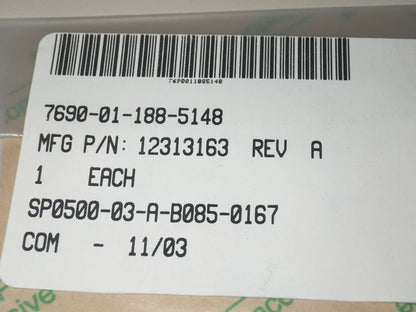 7690011885148
7690-01-188-5148
MFG P/N: 12313163 REV A
1 EACH
SP0500-03-A-B085-0167
COM - 11/03